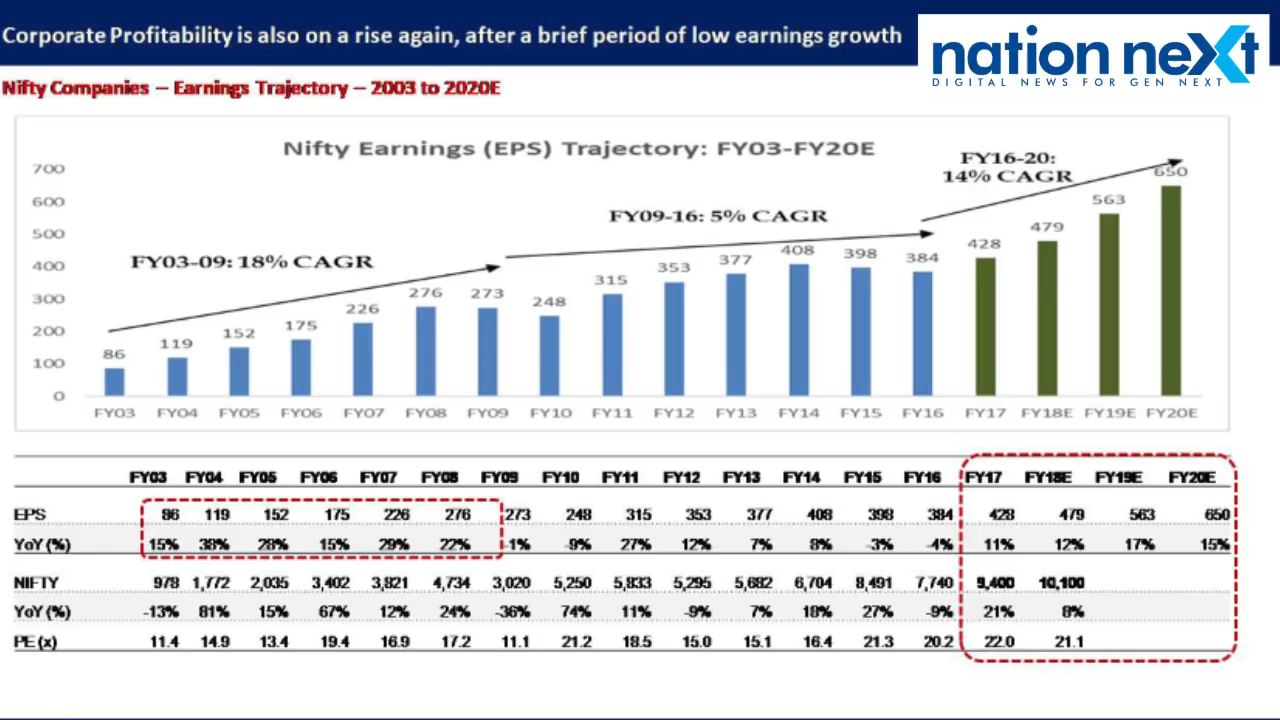 Corporate Profitability is also on a rise again, after a brief period of low earnings growth
nation next
DIGITAL NEWS FOR GEN NEXT
Nifty Companies – Earnings Trajectory – 2003 to 2020E
Nifty Earnings (EPS) Trajectory: FY03-FY20E
FY16-20:
14% CAGR
FY09-16: 5% CAGR
FY03-09: 18% CAGR
700
600
500
400
300
200
100
0
86 119 152 175 226 276 273 248 315 353 377 408 398 384 428 479 563 650
FY03 FY04 FY05 FY06 FY07 FY08 FY09 FY10 FY11 FY12 FY13 FY14 FY15 FY16 FY17 FY18E FY19E FY20E
FY03 FY04 FY05 FY06 FY07 FY08 FY09 FY10 FY11 FY12 FY13 FY14 FY15 FY16 FY17 FY18E FY19E FY20E
EPS 86 119 152 175 226 276 273 248 315 353 377 408 398 384 428 479 563 650
YoY (%) 15% 38% 28% 15% 29% 22% -1% -9% 27% 12% 7% 8% -3% -4% 11% 12% 17% 15%
NIFTY 978 1,772 2,035 3,402 3,821 4,734 3,020 5,250 5,833 5,295 5,682 6,704 8,491 7,740 9,400 10,100
YoY (%) -13% 81% 15% 67% 12% 24% -36% 74% 11% -9% 7% 18% 27% -9% 21% 8%
PE (x) 11.4 14.9 13.4 19.4 16.9 17.2 11.1 21.2 18.5 15.0 15.1 16.4 21.3 20.2 22.0 21.1